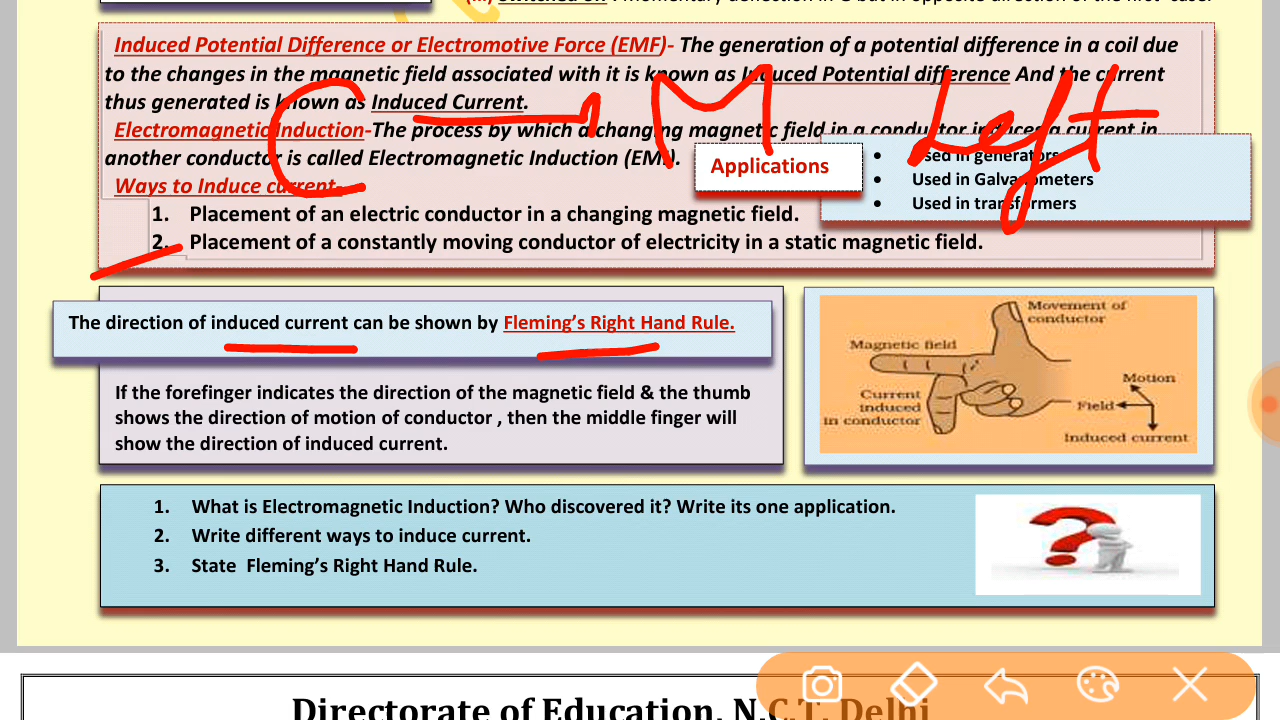 Induced Potential Difference or Electromotive Force (EMF)- The generation of a potential difference in a coil due
to the changes in the magnetic field associated with it is known as Induced Potential difference And the current
thus generated is known as Induced Current.
Electromagnetic Induction-The process by which a changing magnetic field in a conductor induces a current in
another conductor is called Electromagnetic Induction (EMI).
C M Left
Applications
• Used in generators
• Used in Galvanometers
• Used in transformers
Ways to Induce current-
1. Placement of an electric conductor in a changing magnetic field.
2. Placement of a constantly moving conductor of electricity in a static magnetic field.
The direction of induced current can be shown by Fleming's Right Hand Rule.
If the forefinger indicates the direction of the magnetic field & the thumb
shows the direction of motion of conductor , then the middle finger will
show the direction of induced current.
Movement of
conductor
Magnetic field
Current
induced
in conductor
Motion
Field
Induced current
1. What is Electromagnetic Induction? Who discovered it? Write its one application.
2. Write different ways to induce current.
3. State Fleming's Right Hand Rule.
Directorate of Education, N.C.T. Delhi